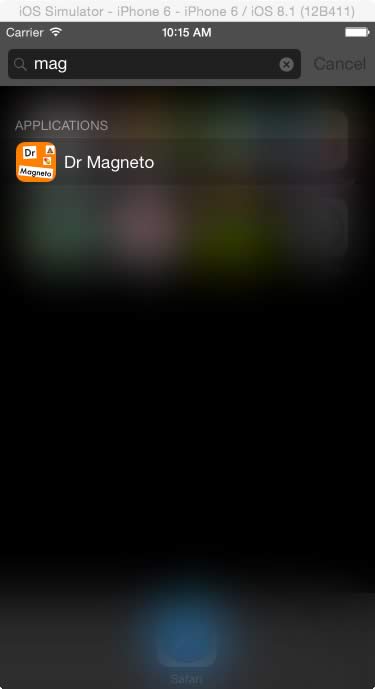 iOS Simulator - iPhone 6 - iPhone 6 / iOS 8.1 (12B411)
Carrier 10:15 AM
mag Cancel
APPLICATIONS
Dr
Magneto
Dr Magneto
Safari